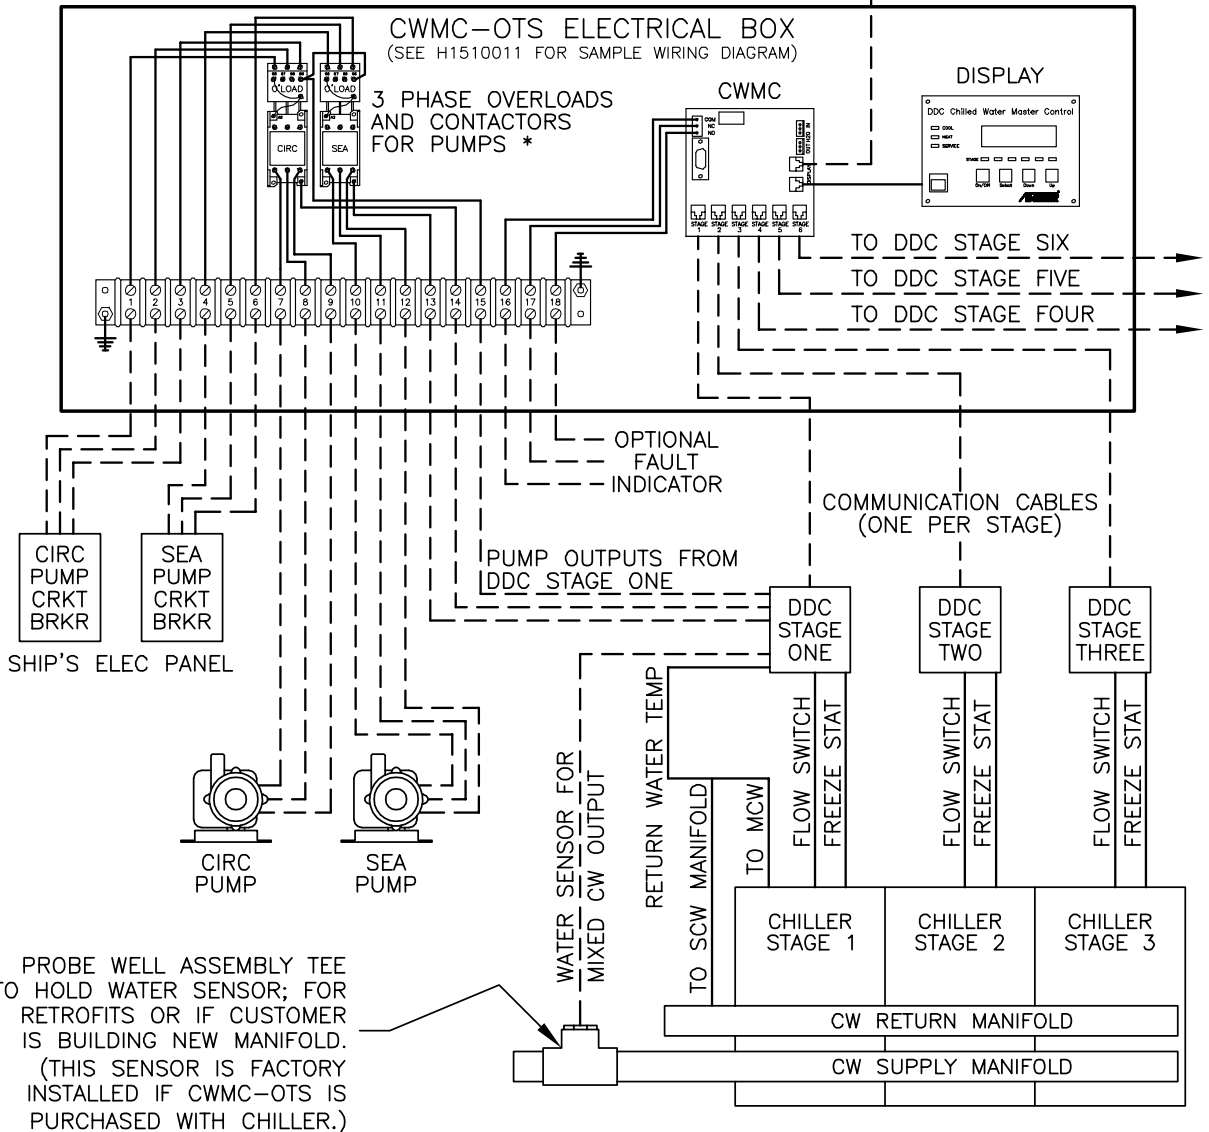 CWMC-OTS ELECTRICAL BOX
(SEE H1510011 FOR SAMPLE WIRING DIAGRAM)
O'LOAD
O'LOAD
3 PHASE OVERLOADS
AND CONTACTORS
FOR PUMPS *
CIRC
SEA
CWMC
COM
NC
NO
OUT H2O IN
DISPLAY
STAGE
1
STAGE
2
STAGE
3
STAGE
4
STAGE
5
STAGE
6
DISPLAY
DDC Chilled Water Master Control
COOL
HEAT
SERVICE
STAGE
On/Off Select Down Up
TO DDC STAGE SIX
TO DDC STAGE FIVE
TO DDC STAGE FOUR
1 2 3 4 5 6 7 8 9 10 11 12 13 14 15 16 17 18
OPTIONAL
FAULT
INDICATOR
COMMUNICATION CABLES
(ONE PER STAGE)
CIRC
PUMP
CRKT
BRKR
SEA
PUMP
CRKT
BRKR
SHIP'S ELEC PANEL
PUMP OUTPUTS FROM
DDC STAGE ONE
DDC
STAGE
ONE
DDC
STAGE
TWO
DDC
STAGE
THREE
CIRC
PUMP
SEA
PUMP
WATER SENSOR FOR
MIXED CW OUTPUT
RETURN WATER TEMP
TO SCW MANIFOLD
TO MCW
FLOW SWITCH
FREEZE STAT
FLOW SWITCH
FREEZE STAT
FLOW SWITCH
FREEZE STAT
CHILLER
STAGE 1
CHILLER
STAGE 2
CHILLER
STAGE 3
CW RETURN MANIFOLD
CW SUPPLY MANIFOLD
PROBE WELL ASSEMBLY TEE
TO HOLD WATER SENSOR; FOR
RETROFITS OR IF CUSTOMER
IS BUILDING NEW MANIFOLD.
(THIS SENSOR IS FACTORY
INSTALLED IF CWMC-OTS IS
PURCHASED WITH CHILLER.)